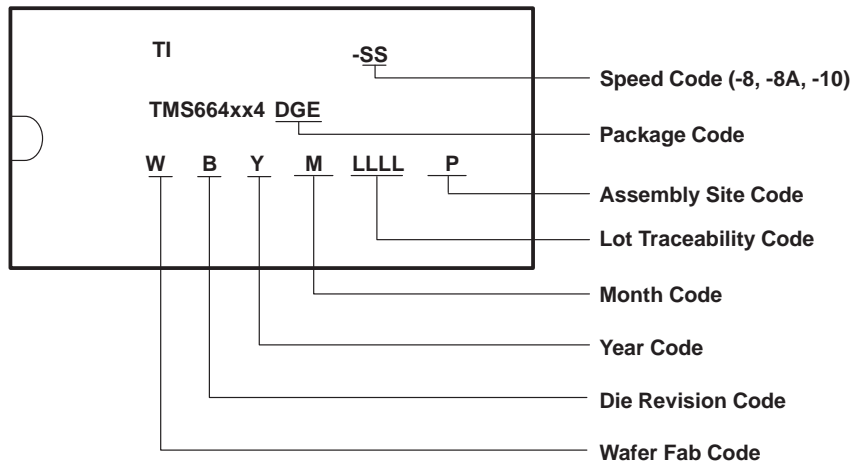 TI -SS
Speed Code (-8, -8A, -10)
TMS664xx4 DGE
Package Code
W B Y M LLLL P
Assembly Site Code
Lot Traceability Code
Month Code
Year Code
Die Revision Code
Wafer Fab Code